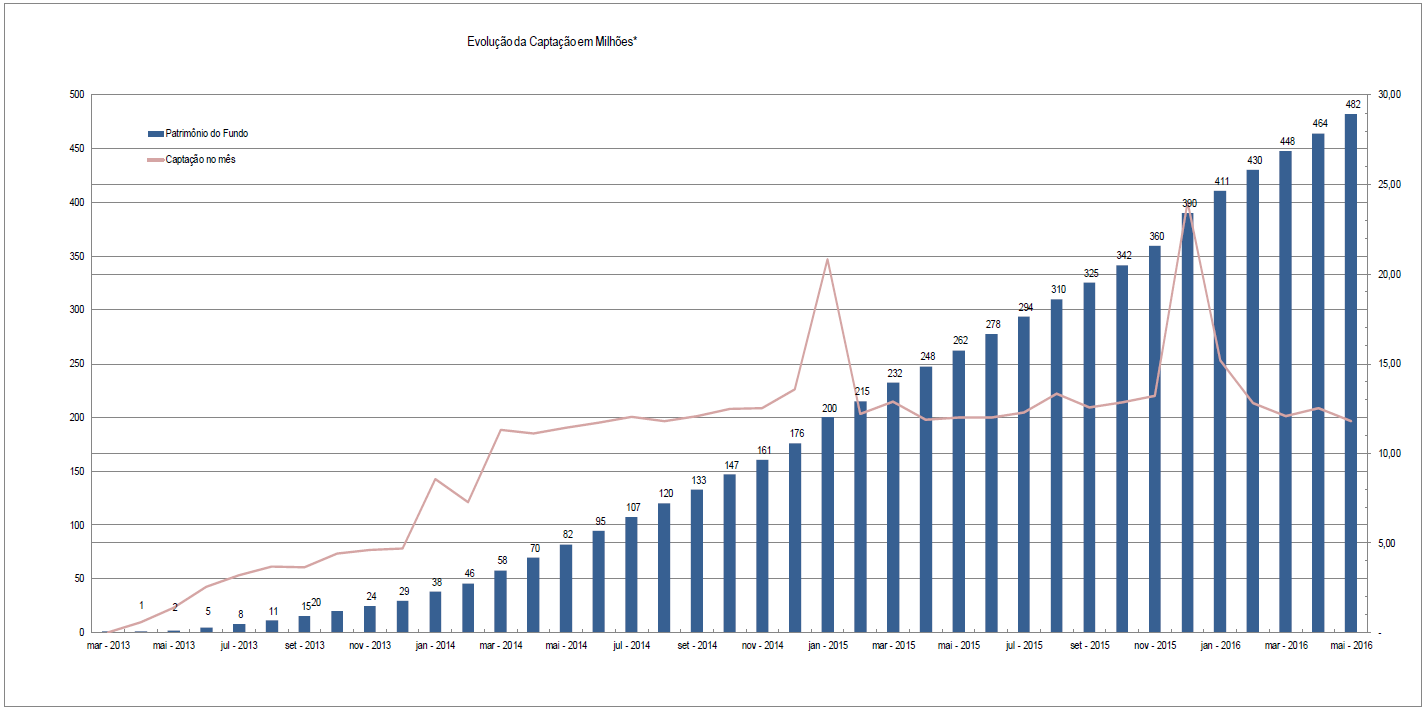 Evolução da Captação em Milhões*
500
450
400
350
300
250
200
150
100
50
0
30,00
25,00
20,00
15,00
10,00
5,00
-
Patrimônio do Fundo
Captação no mês
1
2
5
8
11
15
20
24
29
38
46
58
70
82
95
107
120
133
147
161
176
200
215
232
248
262
278
294
310
325
342
360
390
411
430
448
464
482
mar - 2013
mai - 2013
jul - 2013
set - 2013
nov - 2013
jan - 2014
mar - 2014
mai - 2014
jul - 2014
set - 2014
nov - 2014
jan - 2015
mar - 2015
mai - 2015
jul - 2015
set - 2015
nov - 2015
jan - 2016
mar - 2016
mai - 2016